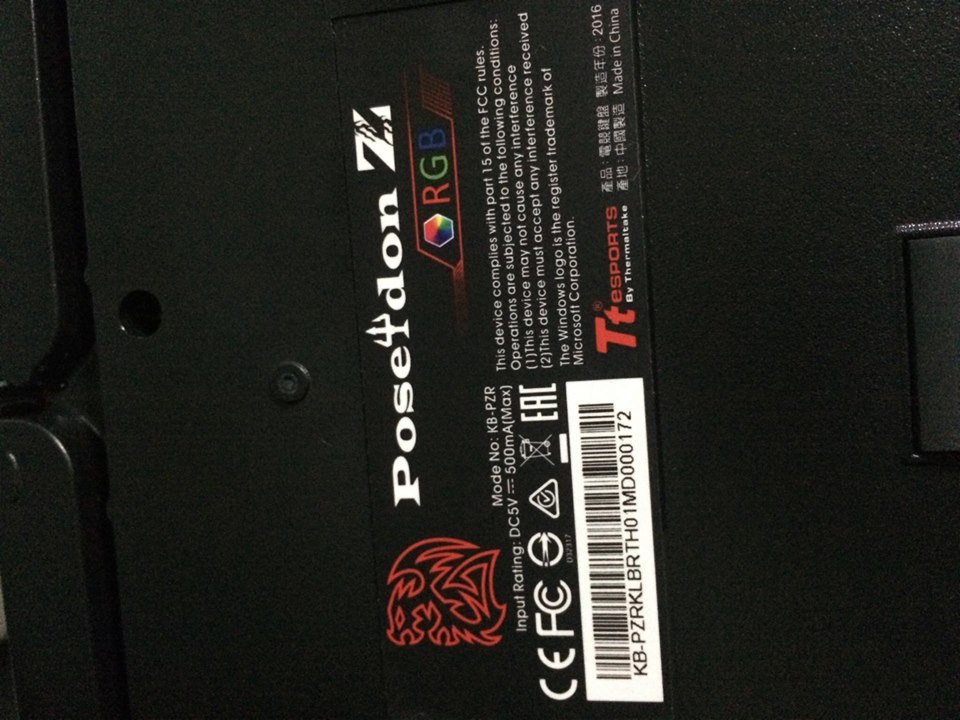 Poseidon Z
RGB
Mode No: KB-PZR
Input Rating: DC5V 500mA(Max)
CE FC EAC
D33317
KB-PZRKLBRTH01MD000172
This device complies with part 15 of the FCC rules.
Operations are subjected to the following conditions:
(1)This device may not cause any interference
(2)This device must accept any interference received
The Windows logo is the register trademark of
Microsoft Corporation.
Tt eSPORTS
®
By Thermaltake
產品:電競鍵盤 製造年份:2016
產地:中國製造 Made in China